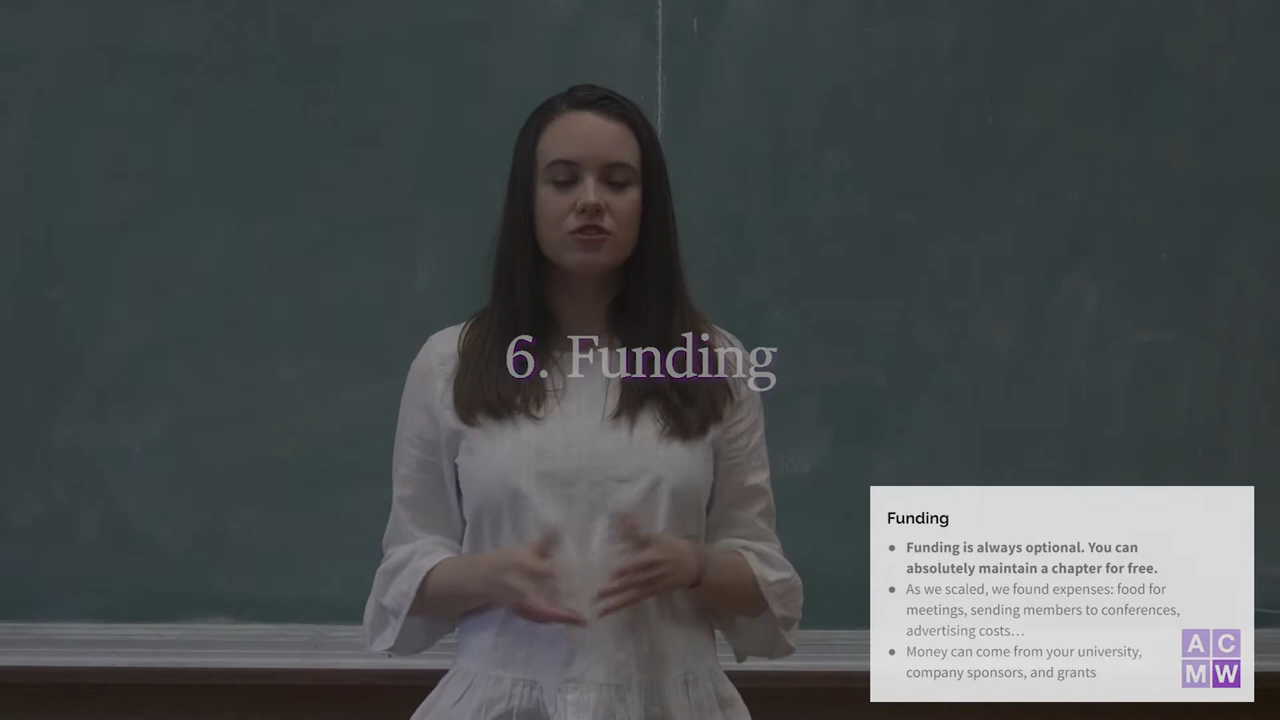 6. Funding
Funding
● Funding is always optional. You can
absolutely maintain a chapter for free.
● As we scaled, we found expenses: food for
meetings, sending members to conferences,
advertising costs…
● Money can come from your university,
company sponsors, and grants
A C
M W